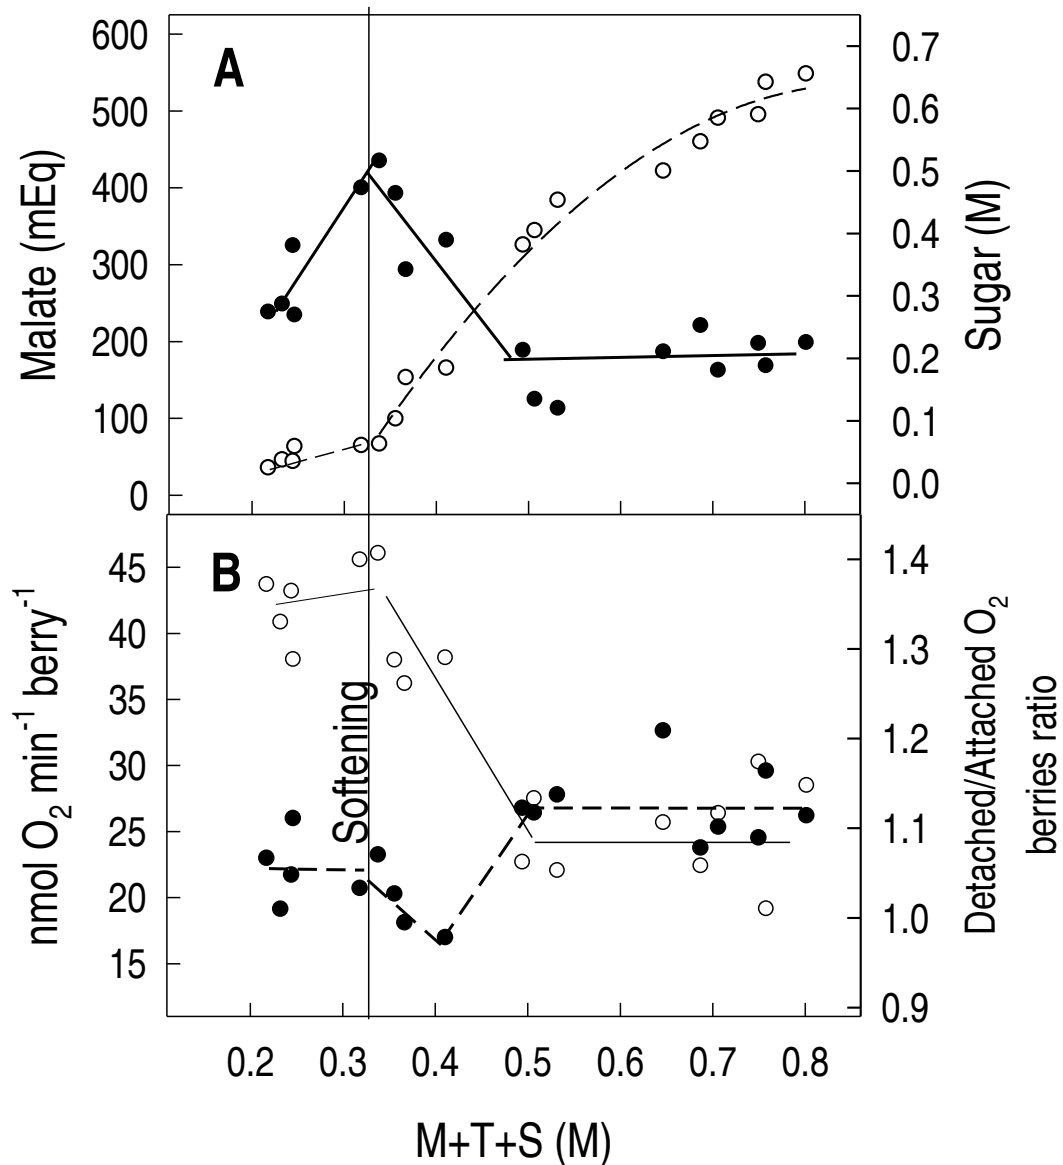 A
600
500
400
300
200
100
0
Malate (mEq)
0.7
0.6
0.5
0.4
0.3
0.2
0.1
0.0
Sugar (M)
B
45
40
35
30
25
20
15
nmol O₂ min⁻¹ berry⁻¹
Softening
1.4
1.3
1.2
1.1
1.0
0.9
Detached/Attached O₂
berries ratio
0.2 0.3 0.4 0.5 0.6 0.7 0.8
M+T+S (M)